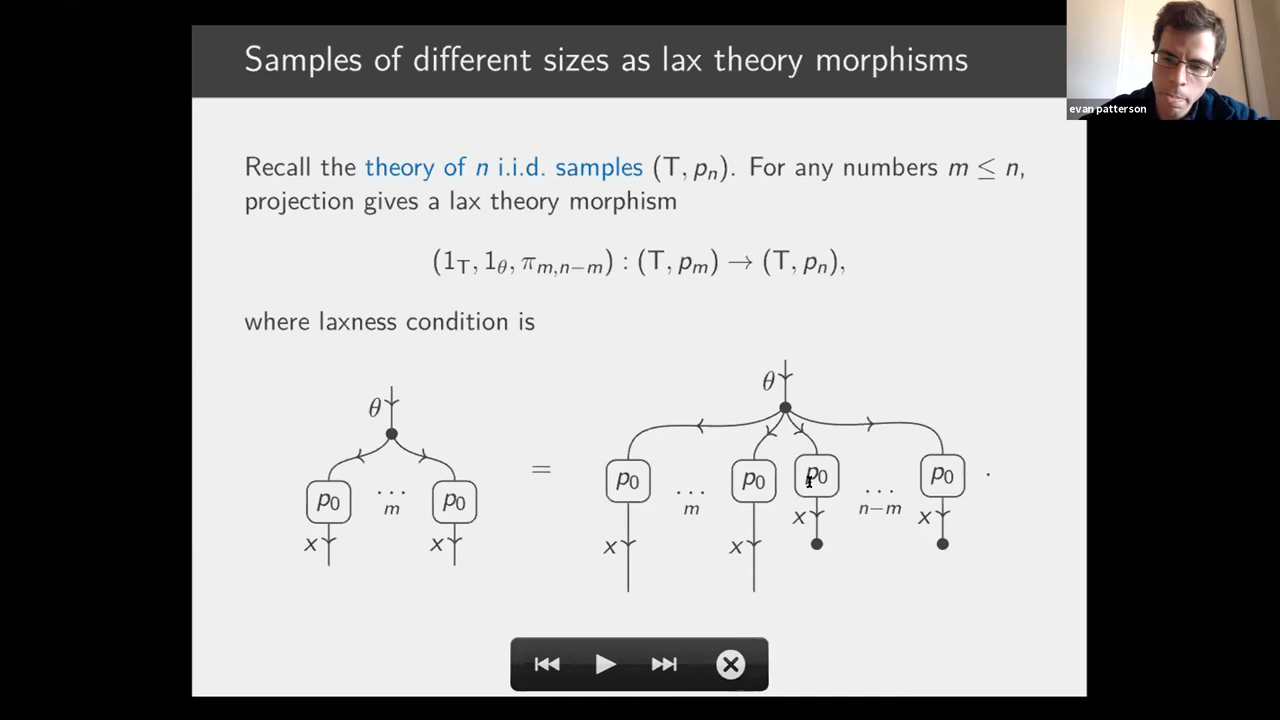 Samples of different sizes as lax theory morphisms
evan patterson
Recall the theory of n i.i.d. samples (T, pₙ). For any numbers m ≤ n,
projection gives a lax theory morphism
(1_T, 1_θ, π_{m,n−m}) : (T, p_m) → (T, p_n),
where laxness condition is
θ
p₀ ··· m p₀
x x
=
θ
p₀ ··· m p₀ p₀ ··· n−m p₀
x x x x
.